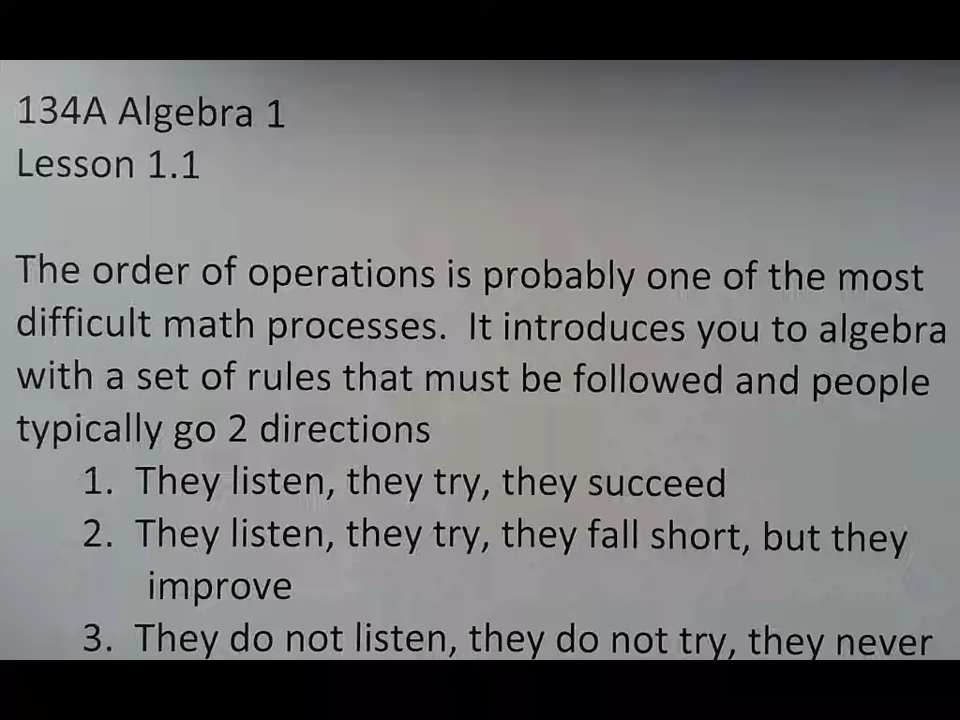 134A Algebra 1
Lesson 1.1
The order of operations is probably one of the most
difficult math processes.  It introduces you to algebra
with a set of rules that must be followed and people
typically go 2 directions
1.  They listen, they try, they succeed
2.  They listen, they try, they fall short, but they
improve
3.  They do not listen, they do not try, they never